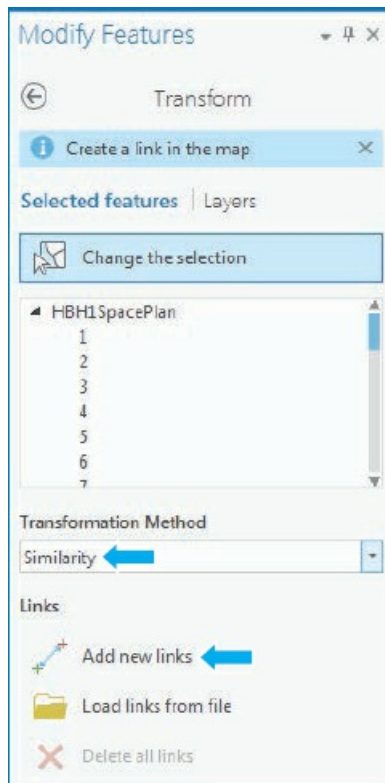 Modify Features
Transform
Create a link in the map
Selected features | Layers
Change the selection
HBH1SpacePlan
1
2
3
4
5
6
7
Transformation Method
Similarity
Links
Add new links
Load links from file
Delete all links